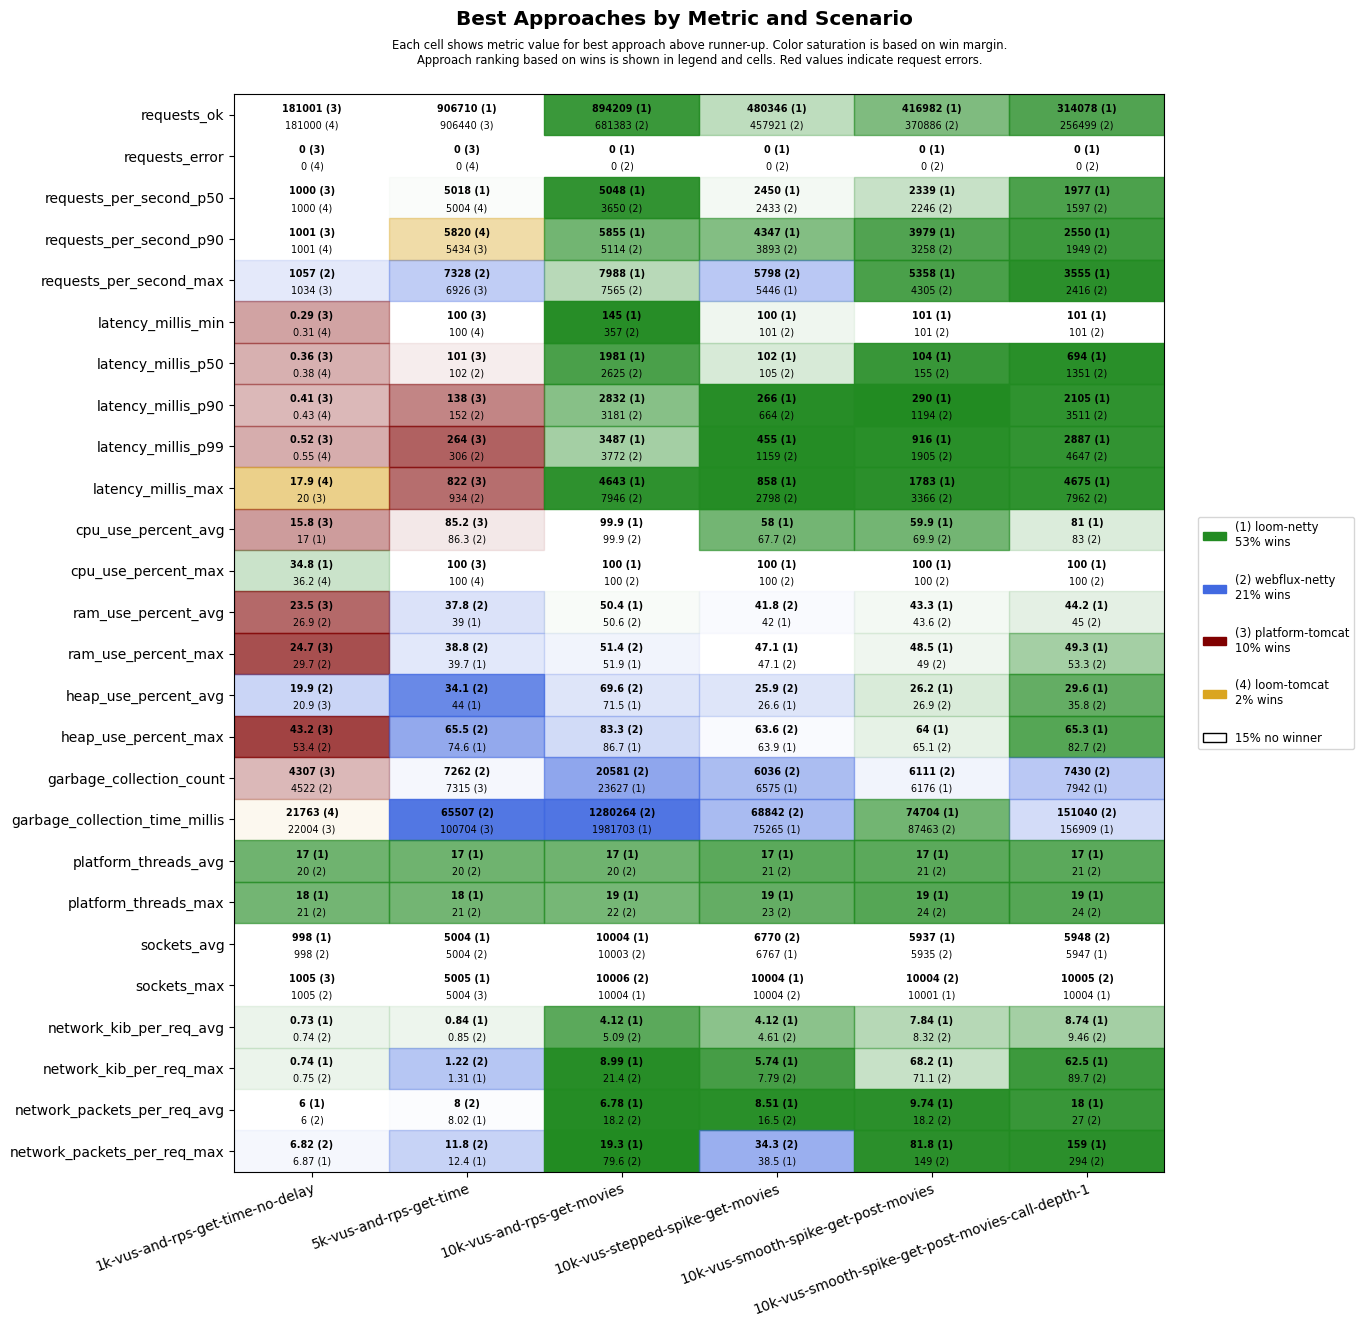 Best Approaches by Metric and Scenario
Each cell shows metric value for best approach above runner-up. Color saturation is based on win margin.
Approach ranking based on wins is shown in legend and cells. Red values indicate request errors.
requests_ok
181001 (3) 906710 (1) 894209 (1) 480346 (1) 416982 (1) 314078 (1)
181000 (4) 906440 (3) 681383 (2) 457921 (2) 370886 (2) 256499 (2)
requests_error
0 (3) 0 (3) 0 (1) 0 (1) 0 (1) 0 (1)
0 (4) 0 (4) 0 (2) 0 (2) 0 (2) 0 (2)
requests_per_second_p50
1000 (3) 5018 (1) 5048 (1) 2450 (1) 2339 (1) 1977 (1)
1000 (4) 5004 (4) 3650 (2) 2433 (2) 2246 (2) 1597 (2)
requests_per_second_p90
1001 (3) 5820 (4) 5855 (1) 4347 (1) 3979 (1) 2550 (1)
1001 (4) 5434 (3) 5114 (2) 3893 (2) 3258 (2) 1949 (2)
requests_per_second_max
1057 (2) 7328 (2) 7988 (1) 5798 (2) 5358 (1) 3555 (1)
1034 (3) 6926 (3) 7565 (2) 5446 (1) 4305 (2) 2416 (2)
latency_millis_min
0.29 (3) 100 (3) 145 (1) 100 (1) 101 (1) 101 (1)
0.31 (4) 100 (4) 357 (2) 101 (2) 101 (2) 101 (2)
latency_millis_p50
0.36 (3) 101 (3) 1981 (1) 102 (1) 104 (1) 694 (1)
0.38 (4) 102 (2) 2625 (2) 105 (2) 155 (2) 1351 (2)
latency_millis_p90
0.41 (3) 138 (3) 2832 (1) 266 (1) 290 (1) 2105 (1)
0.43 (4) 152 (2) 3181 (2) 664 (2) 1194 (2) 3511 (2)
latency_millis_p99
0.52 (3) 264 (3) 3487 (1) 455 (1) 916 (1) 2887 (1)
0.55 (4) 306 (2) 3772 (2) 1159 (2) 1905 (2) 4647 (2)
latency_millis_max
17.9 (4) 822 (3) 4643 (1) 858 (1) 1783 (1) 4675 (1)
20 (3) 934 (2) 7946 (2) 2798 (2) 3366 (2) 7962 (2)
cpu_use_percent_avg
15.8 (3) 85.2 (3) 99.9 (1) 58 (1) 59.9 (1) 81 (1)
17 (1) 86.3 (2) 99.9 (2) 67.7 (2) 69.9 (2) 83 (2)
cpu_use_percent_max
34.8 (1) 100 (3) 100 (1) 100 (1) 100 (1) 100 (1)
36.2 (4) 100 (4) 100 (2) 100 (2) 100 (2) 100 (2)
ram_use_percent_avg
23.5 (3) 37.8 (2) 50.4 (1) 41.8 (2) 43.3 (1) 44.2 (1)
26.9 (2) 39 (1) 50.6 (2) 42 (1) 43.6 (2) 45 (2)
ram_use_percent_max
24.7 (3) 38.8 (2) 51.4 (2) 47.1 (1) 48.5 (1) 49.3 (1)
29.7 (2) 39.7 (1) 51.9 (1) 47.1 (2) 49 (2) 53.3 (2)
heap_use_percent_avg
19.9 (2) 34.1 (2) 69.6 (2) 25.9 (2) 26.2 (1) 29.6 (1)
20.9 (3) 44 (1) 71.5 (1) 26.6 (1) 26.9 (2) 35.8 (2)
heap_use_percent_max
43.2 (3) 65.5 (2) 83.3 (2) 63.6 (2) 64 (1) 65.3 (1)
53.4 (2) 74.6 (1) 86.7 (1) 63.9 (1) 65.1 (2) 82.7 (2)
garbage_collection_count
4307 (3) 7262 (2) 20581 (2) 6036 (2) 6111 (2) 7430 (2)
4522 (2) 7315 (3) 23627 (1) 6575 (1) 6176 (1) 7942 (1)
garbage_collection_time_millis
21763 (4) 65507 (2) 1280264 (2) 68842 (2) 74704 (1) 151040 (2)
22004 (3) 100704 (3) 1981703 (1) 75265 (1) 87463 (2) 156909 (1)
platform_threads_avg
17 (1) 17 (1) 17 (1) 17 (1) 17 (1) 17 (1)
20 (2) 20 (2) 20 (2) 21 (2) 21 (2) 21 (2)
platform_threads_max
18 (1) 18 (1) 19 (1) 19 (1) 19 (1) 19 (1)
21 (2) 21 (2) 22 (2) 23 (2) 24 (2) 24 (2)
sockets_avg
998 (1) 5004 (1) 10004 (1) 6770 (2) 5937 (1) 5948 (2)
998 (2) 5004 (2) 10003 (2) 6767 (1) 5935 (2) 5947 (1)
sockets_max
1005 (3) 5005 (1) 10006 (2) 10004 (1) 10004 (2) 10005 (2)
1005 (2) 5004 (3) 10004 (1) 10004 (2) 10001 (1) 10004 (1)
network_kib_per_req_avg
0.73 (1) 0.84 (1) 4.12 (1) 4.12 (1) 7.84 (1) 8.74 (1)
0.74 (2) 0.85 (2) 5.09 (2) 4.61 (2) 8.32 (2) 9.46 (2)
network_kib_per_req_max
0.74 (1) 1.22 (2) 8.99 (1) 5.74 (1) 68.2 (1) 62.5 (1)
0.75 (2) 1.31 (1) 21.4 (2) 7.79 (2) 71.1 (2) 89.7 (2)
network_packets_per_req_avg
6 (1) 8 (2) 6.78 (1) 8.51 (1) 9.74 (1) 18 (1)
6 (2) 8.02 (1) 18.2 (2) 16.5 (2) 18.2 (2) 27 (2)
network_packets_per_req_max
6.82 (2) 11.8 (2) 19.3 (1) 34.3 (2) 81.8 (1) 159 (1)
6.87 (1) 12.4 (1) 79.6 (2) 38.5 (1) 149 (2) 294 (2)
1k-vus-and-rps-get-time-no-delay
5k-vus-and-rps-get-time
10k-vus-and-rps-get-movies
10k-vus-stepped-spike-get-movies
10k-vus-smooth-spike-get-post-movies
10k-vus-smooth-spike-get-post-movies-call-depth-1
(1) loom-netty
53% wins
(2) webflux-netty
21% wins
(3) platform-tomcat
10% wins
(4) loom-tomcat
2% wins
15% no winner